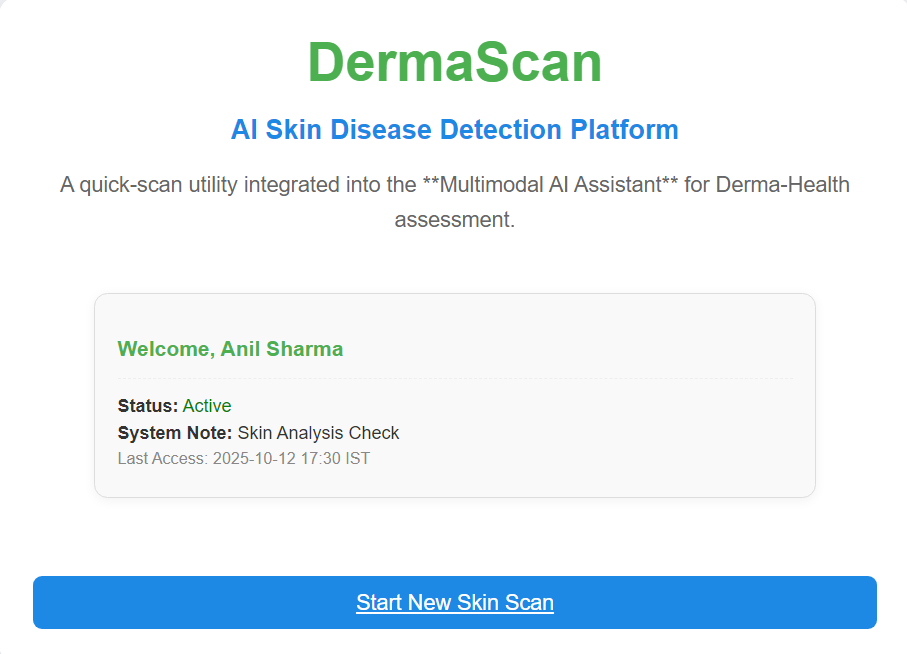 DermaScan
AI Skin Disease Detection Platform
A quick-scan utility integrated into the **Multimodal AI Assistant** for Derma-Health
assessment.
Welcome, Anil Sharma
Status: Active
System Note: Skin Analysis Check
Last Access: 2025-10-12 17:30 IST
Start New Skin Scan